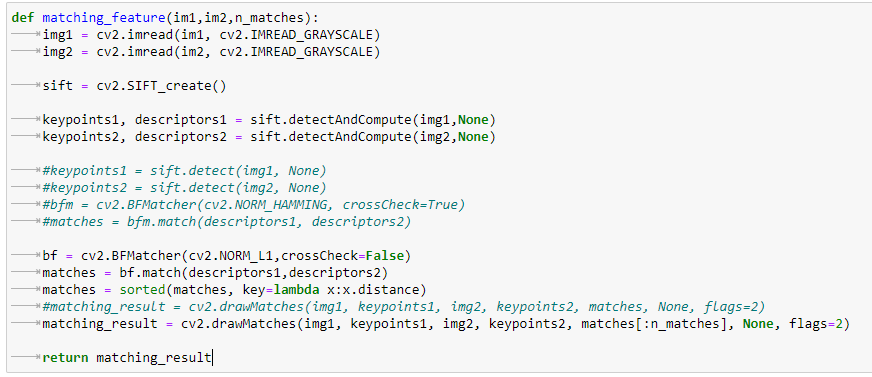 def matching_feature(im1,im2,n_matches):
img1 = cv2.imread(im1, cv2.IMREAD_GRAYSCALE)
img2 = cv2.imread(im2, cv2.IMREAD_GRAYSCALE)
sift = cv2.SIFT_create()
keypoints1, descriptors1 = sift.detectAndCompute(img1,None)
keypoints2, descriptors2 = sift.detectAndCompute(img2,None)
#keypoints1 = sift.detect(img1, None)
#keypoints2 = sift.detect(img2, None)
#bfm = cv2.BFMatcher(cv2.NORM_HAMMING, crossCheck=True)
#matches = bfm.match(descriptors1, descriptors2)
bf = cv2.BFMatcher(cv2.NORM_L1,crossCheck=False)
matches = bf.match(descriptors1,descriptors2)
matches = sorted(matches, key=lambda x:x.distance)
#matching_result = cv2.drawMatches(img1, keypoints1, img2, keypoints2, matches, None, flags=2)
matching_result = cv2.drawMatches(img1, keypoints1, img2, keypoints2, matches[:n_matches], None, flags=2)
return matching_result